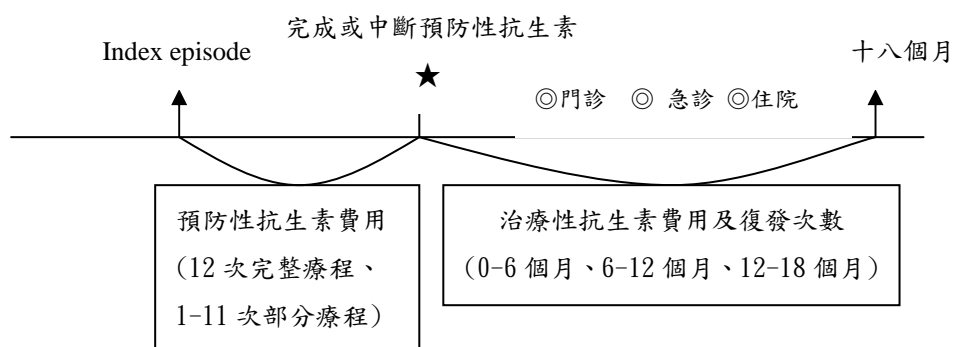 完成或中斷預防性抗生素
Index episode
十八個月
★
◎門診 ◎ 急診 ◎住院
預防性抗生素費用
(12 次完整療程、
1-11 次部分療程)
治療性抗生素費用及復發次數
(0-6 個月、6-12 個月、12-18 個月)